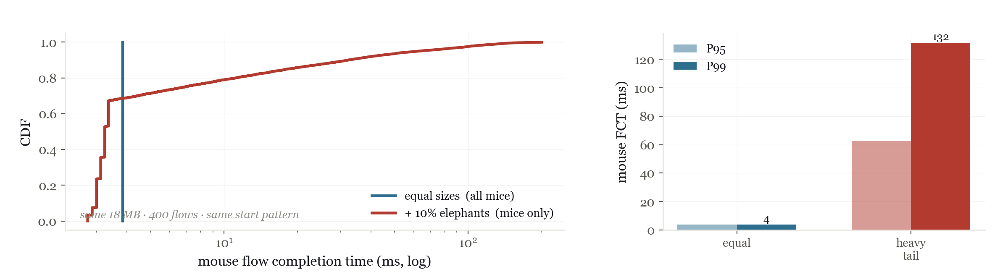 1.0
0.8
0.6
0.4
0.2
0.0
CDF
equal sizes (all mice)
+ 10% elephants (mice only)
same 18 MB · 400 flows · same start pattern
10¹
10²
mouse flow completion time (ms, log)
P95
P99
132
4
120
100
80
60
40
20
0
mouse FCT (ms)
equal
heavy
tail